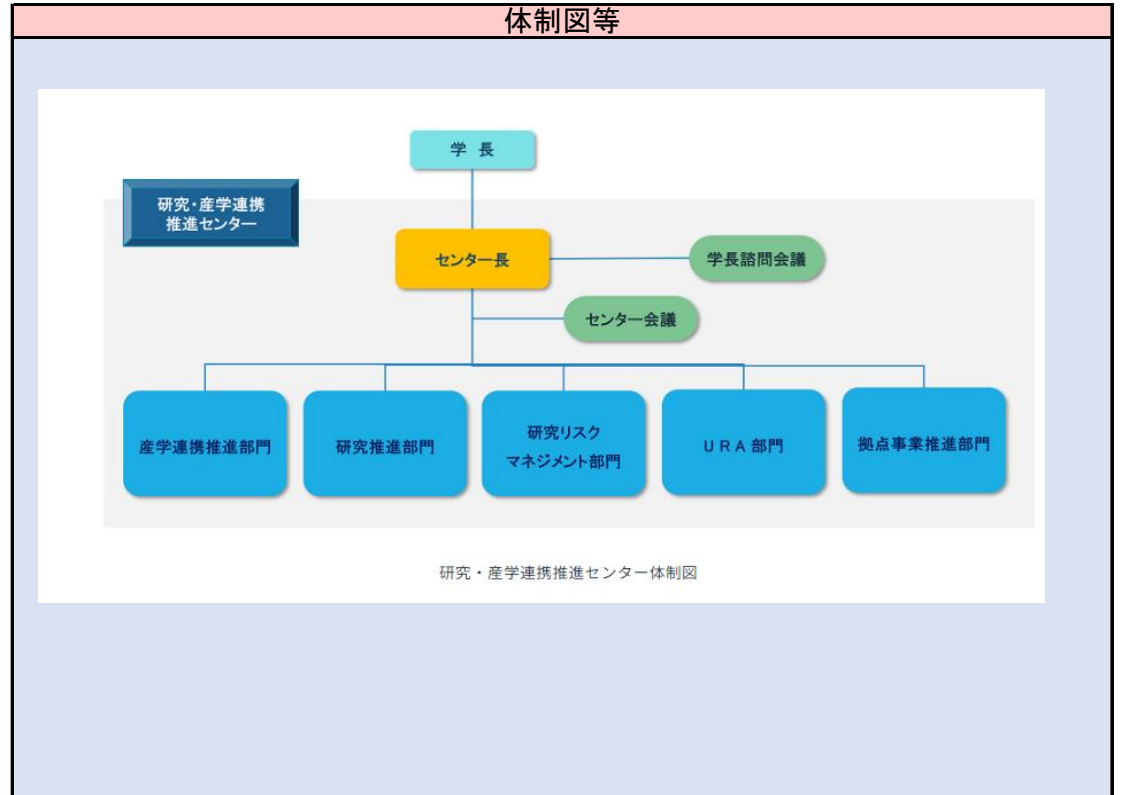 体制図等
学 長
研究・産学連携
推進センター
センター長
学長諮問会議
センター会議
産学連携推進部門
研究推進部門
研究リスク
マネジメント部門
URA 部門
拠点事業推進部門
研究・産学連携推進センター体制図